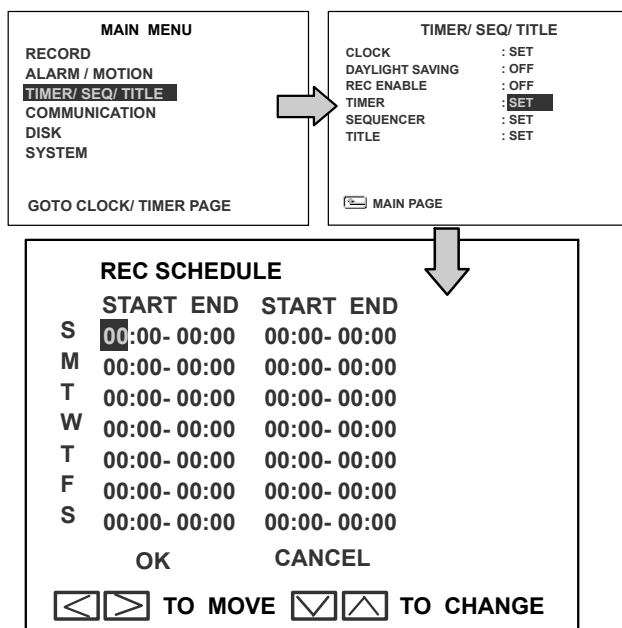 MAIN MENU
RECORD
ALARM / MOTION
TIMER/ SEQ/ TITLE
COMMUNICATION
DISK
SYSTEM
GOTO CLOCK/ TIMER PAGE
TIMER/ SEQ/ TITLE
CLOCK : SET
DAYLIGHT SAVING : OFF
REC ENABLE : OFF
TIMER : SET
SEQUENCER : SET
TITLE : SET
MAIN PAGE
REC SCHEDULE
START END START END
S 00:00- 00:00 00:00- 00:00
M 00:00- 00:00 00:00- 00:00
T 00:00- 00:00 00:00- 00:00
W 00:00- 00:00 00:00- 00:00
T 00:00- 00:00 00:00- 00:00
F 00:00- 00:00 00:00- 00:00
S 00:00- 00:00 00:00- 00:00
OK CANCEL
TO MOVE TO CHANGE